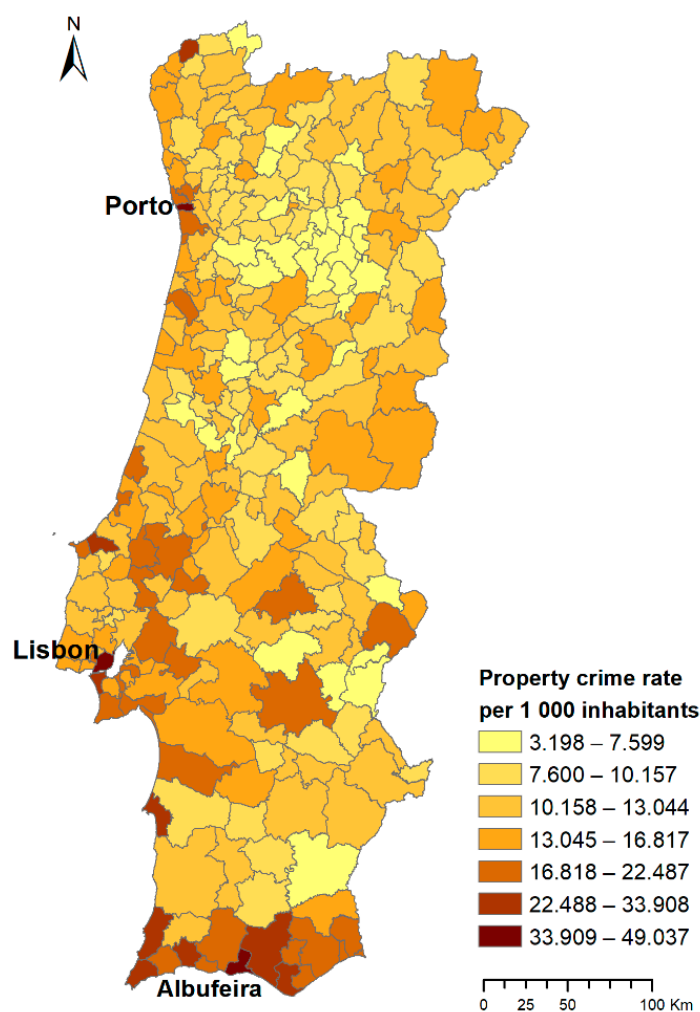 N
Porto
Lisbon
Albufeira
Property crime rate
per 1 000 inhabitants
3.198 – 7.599
7.600 – 10.157
10.158 – 13.044
13.045 – 16.817
16.818 – 22.487
22.488 – 33.908
33.909 – 49.037
0 25 50 100 Km